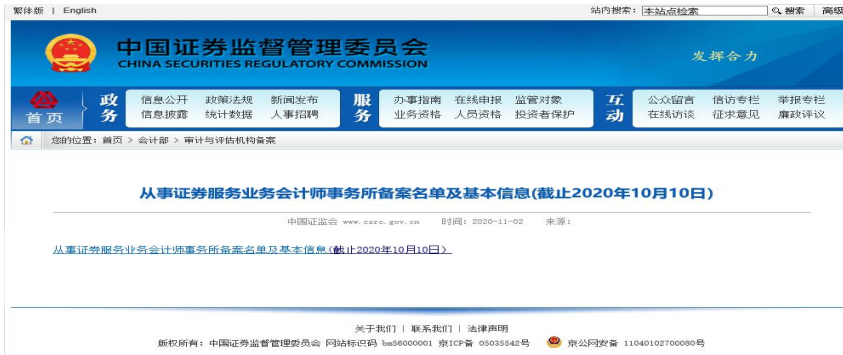 繁体版 | English 站内搜索: 本站点检索 搜索 高级
中国证券监督管理委员会
CHINA SECURITIES REGULATORY COMMISSION
发挥合力
首页
政务
信息公开 政策法规 新闻发布
信息披露 统计数据 人事招聘
服务
办事指南 在线申报 监管对象
业务资格 人员资格 投资者保护
互动
公众留言 信访专栏 举报专栏
在线访谈 征求意见 廉政评议
您的位置: 首页 > 会计部 > 审计与评估机构备案
从事证券服务业务会计师事务所备案名单及基本信息(截止2020年10月10日)
中国证监会 www.csrc.gov.cn 时间: 2020-11-02 来源:
从事证券服务业务会计师事务所备案名单及基本信息(截止2020年10月10日)
关于我们 | 联系我们 | 法律声明
版权所有: 中国证券监督管理委员会 网站标识码 bm56000001 京ICP备 05035542号 京公网安备 11040102700080号